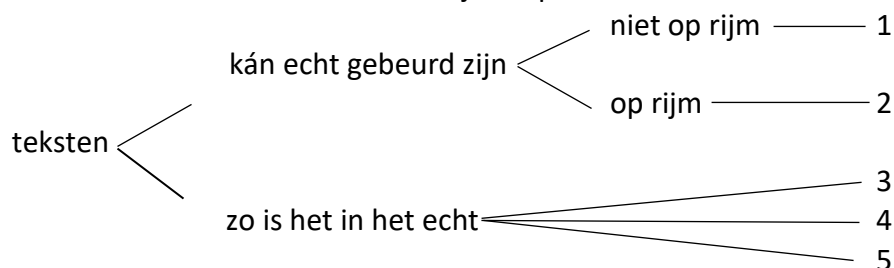 niet op rijm 1
kán echt gebeurd zijn
op rijm 2
teksten
3
zo is het in het echt 4
5